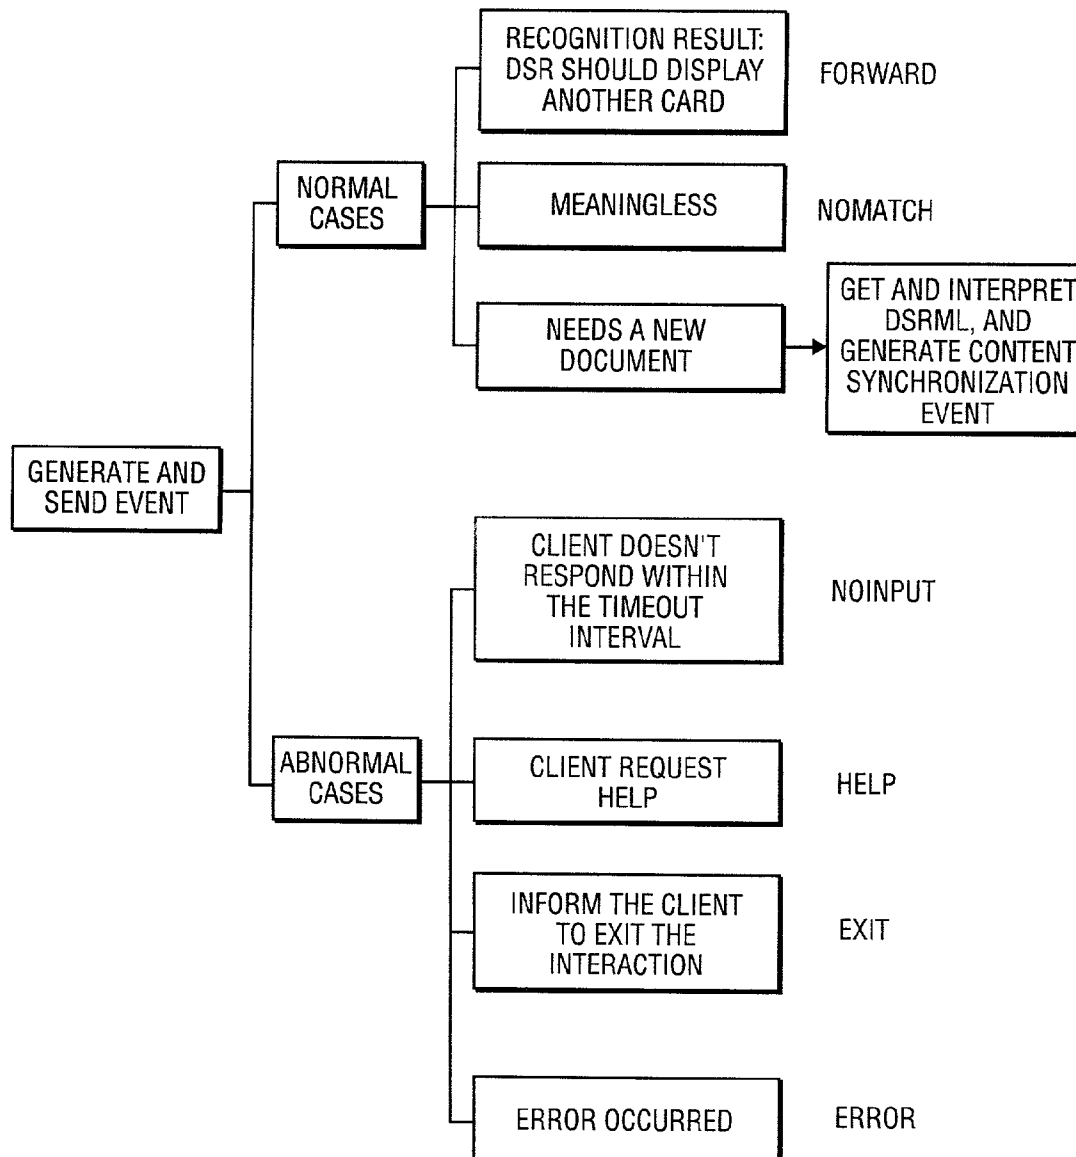 RECOGNITION RESULT:
DSR SHOULD DISPLAY
ANOTHER CARD
FORWARD
NORMAL
CASES
MEANINGLESS
NOMATCH
NEEDS A NEW
DOCUMENT
GET AND INTERPRET
DSRML, AND
GENERATE CONTENT
SYNCHRONIZATION
EVENT
GENERATE AND
SEND EVENT
CLIENT DOESN'T
RESPOND WITHIN
THE TIMEOUT
INTERVAL
NOINPUT
ABNORMAL
CASES
CLIENT REQUEST
HELP
HELP
INFORM THE CLIENT
TO EXIT THE
INTERACTION
EXIT
ERROR OCCURRED
ERROR